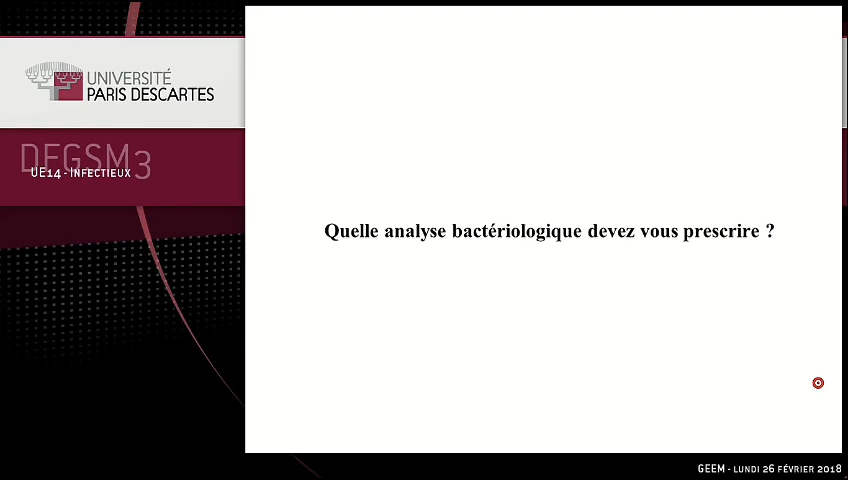 UNIVERSITÉ
PARIS DESCARTES
DFGSM3
UE14 - INFECTIEUX
Quelle analyse bactériologique devez vous prescrire ?
GEEM - LUNDI 26 FÉVRIER 2018